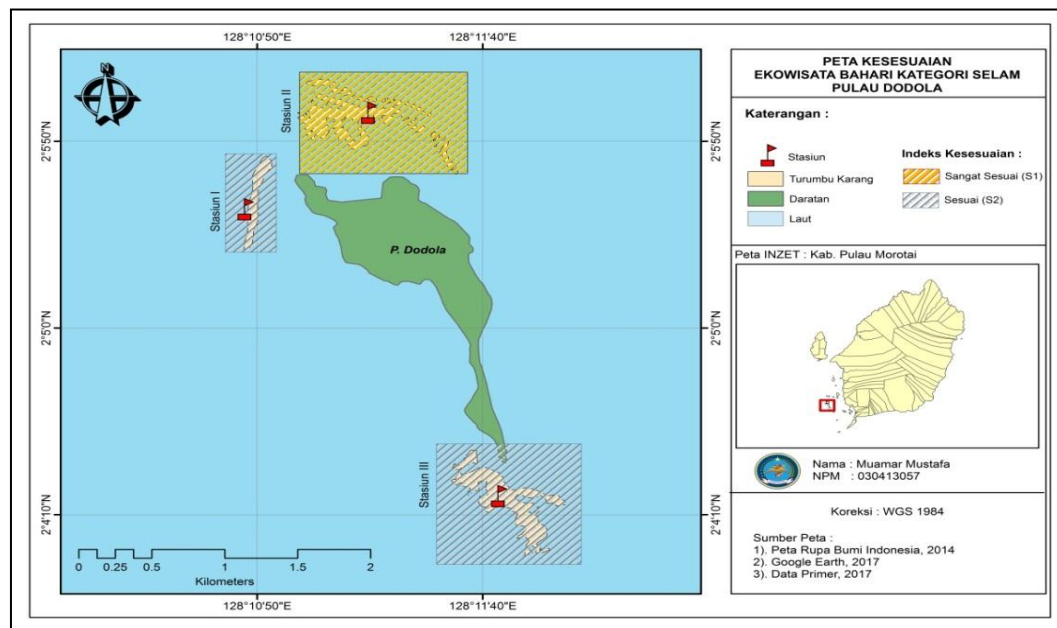 128°10'50"E
128°11'40"E
2°5'50"N
2°5'50"N
Stasiun II
Stasiun I
P. Dodola
2°5'0"N
2°5'0"N
Stasiun III
2°4'10"N
2°4'10"N
0 0.25 0.5 1 1.5 2
Kilometers
128°10'50"E
128°11'40"E
PETA KESESUAIAN
EKOWISATA BAHARI KATEGORI SELAM
PULAU DODOLA
Katerangan :
Stasiun
Turumbu Karang
Daratan
Laut
Indeks Kesesuaian :
Sangat Sesuai (S1)
Sesuai (S2)
Peta INZET : Kab. Pulau Morotai
Nama : Muamar Mustafa
NPM : 030413057
Koreksi : WGS 1984
Sumber Peta :
1). Peta Rupa Bumi Indonesia, 2014
2). Google Earth, 2017
3). Data Primer, 2017